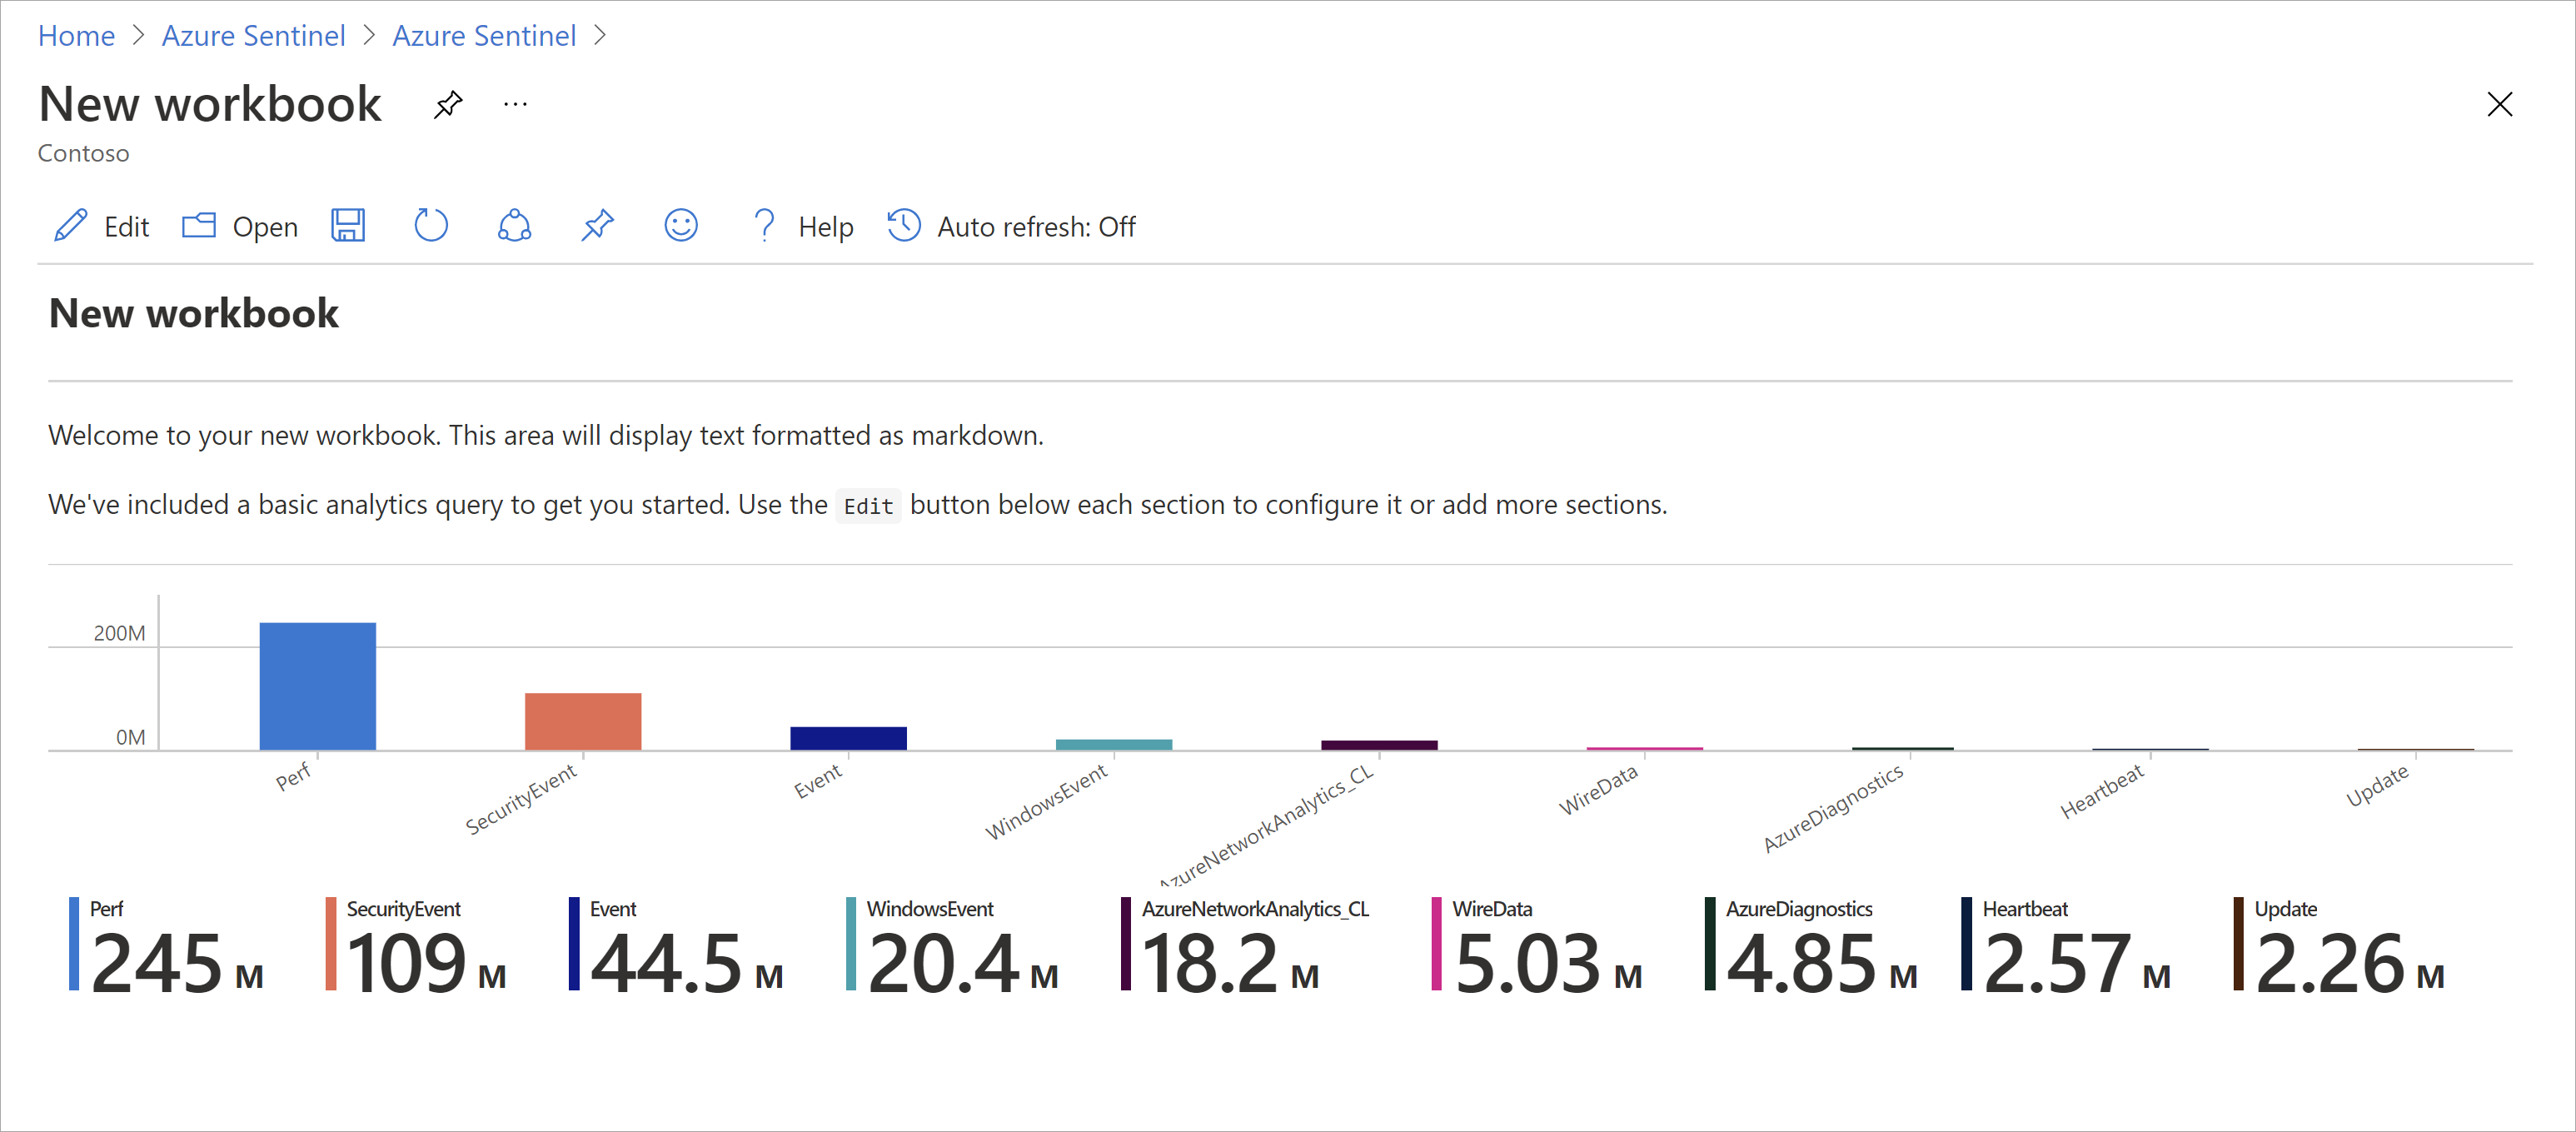 Home > Azure Sentinel > Azure Sentinel >
New workbook ...
Contoso
Edit Open Help Auto refresh: Off
New workbook
Welcome to your new workbook. This area will display text formatted as markdown.
We've included a basic analytics query to get you started. Use the Edit button below each section to configure it or add more sections.
200M
0M
Perf SecurityEvent Event WindowsEvent AzureNetworkAnalytics_CL WireData AzureDiagnostics Heartbeat Update
Perf SecurityEvent Event WindowsEvent AzureNetworkAnalytics_CL WireData AzureDiagnostics Heartbeat Update
245 M 109 M 44.5 M 20.4 M 18.2 M 5.03 M 4.85 M 2.57 M 2.26 M